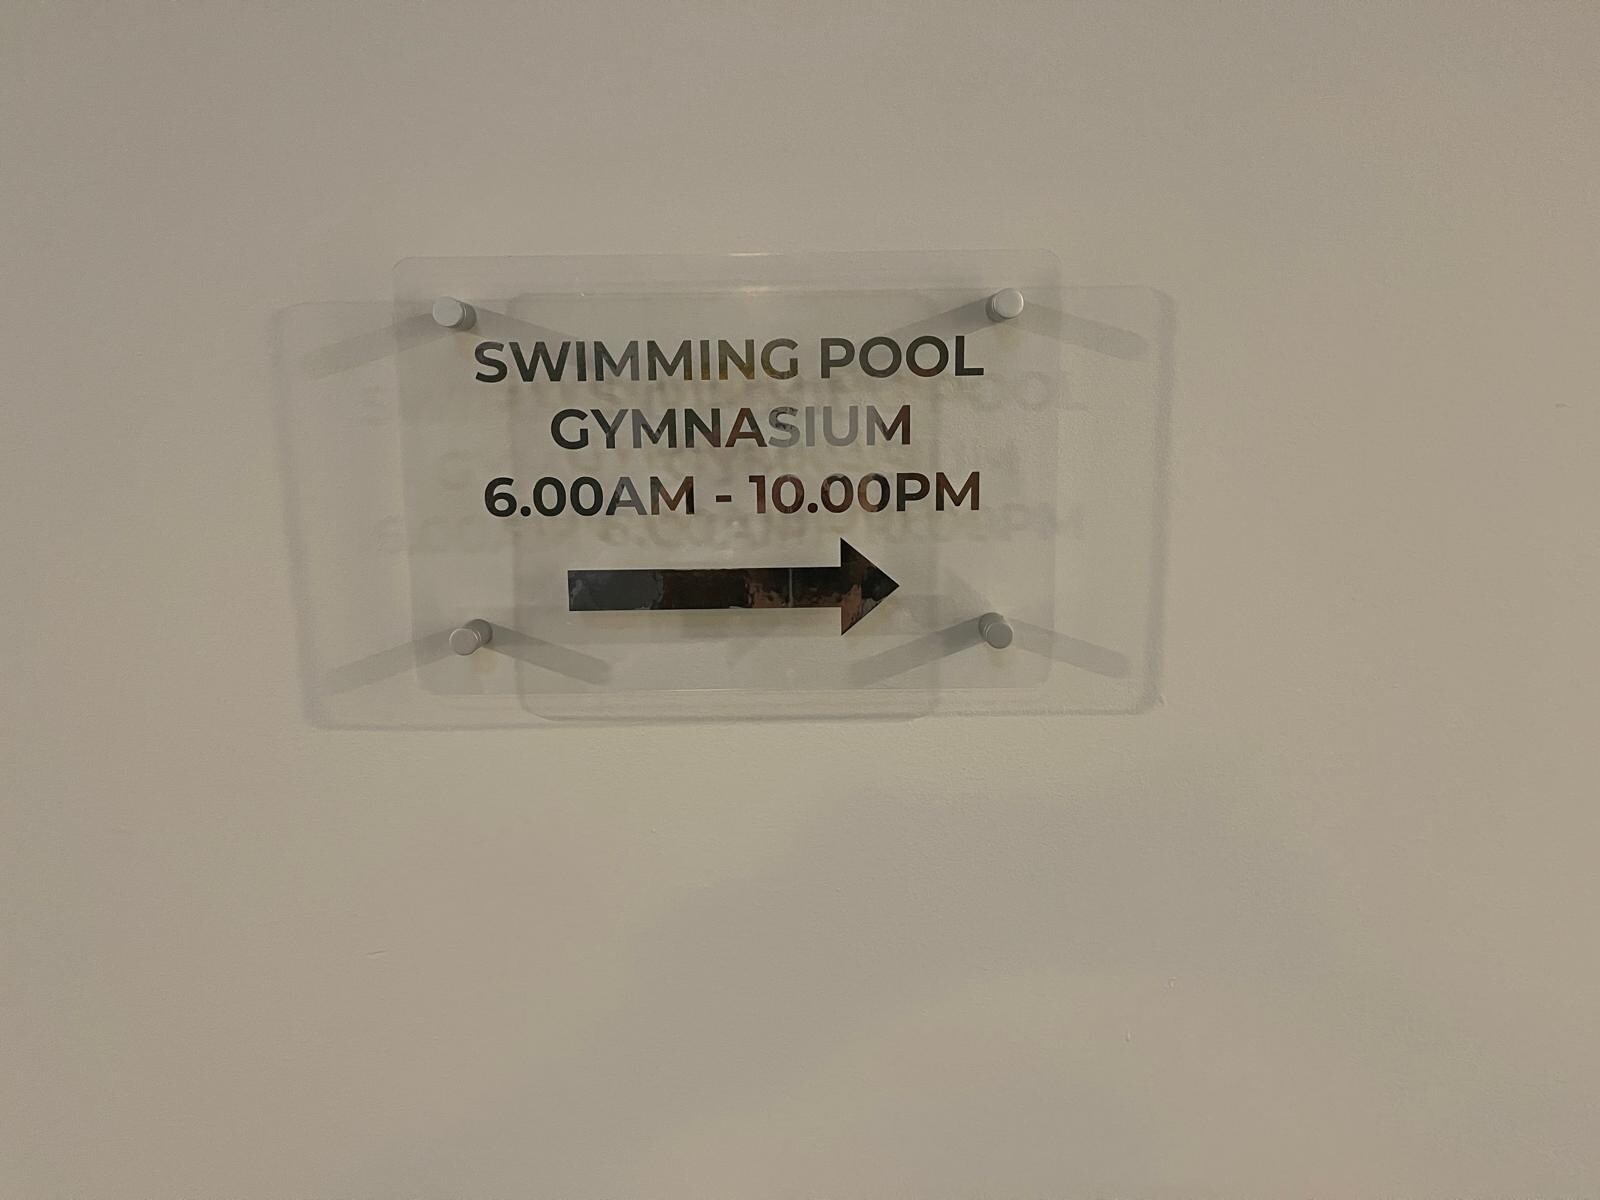 SWIMMING POOL
GYMNASIUM
6.00AM - 10.00PM